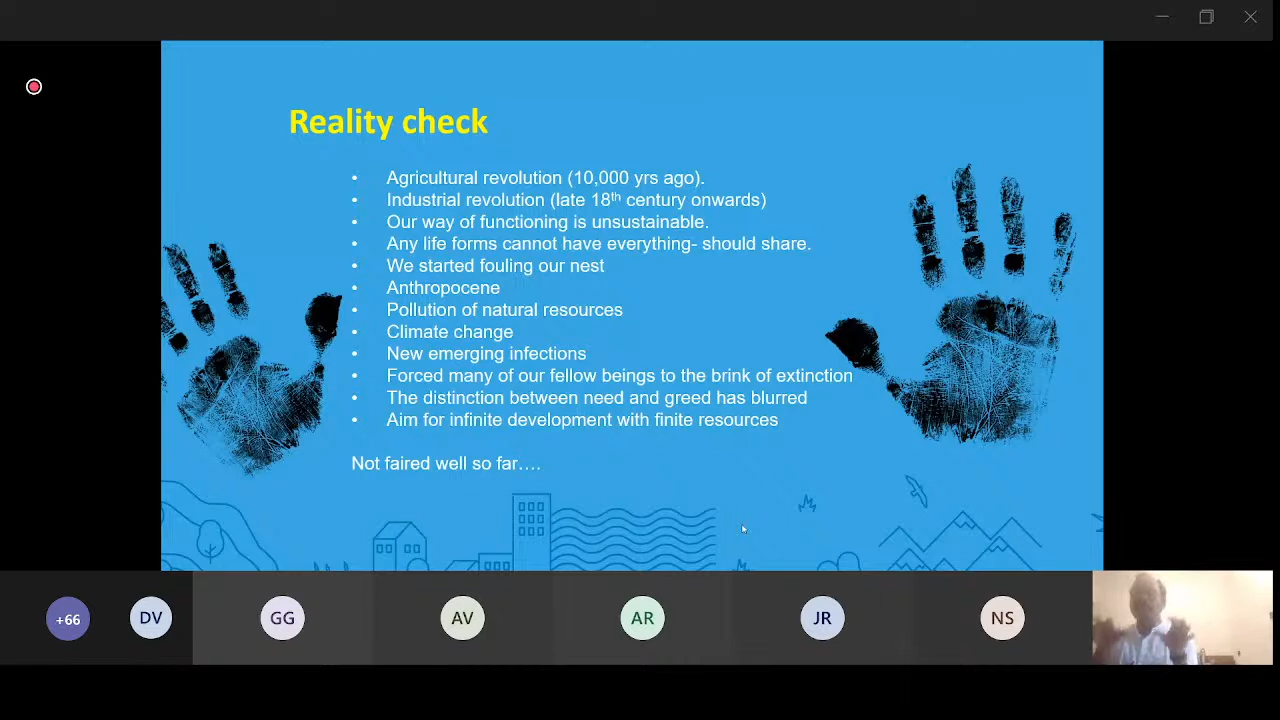 Reality check
• Agricultural revolution (10,000 yrs ago).
• Industrial revolution (late 18th century onwards)
• Our way of functioning is unsustainable.
• Any life forms cannot have everything- should share.
• We started fouling our nest
• Anthropocene
• Pollution of natural resources
• Climate change
• New emerging infections
• Forced many of our fellow beings to the brink of extinction
• The distinction between need and greed has blurred
• Aim for infinite development with finite resources
Not faired well so far….
+66 DV GG AV AR JR NS